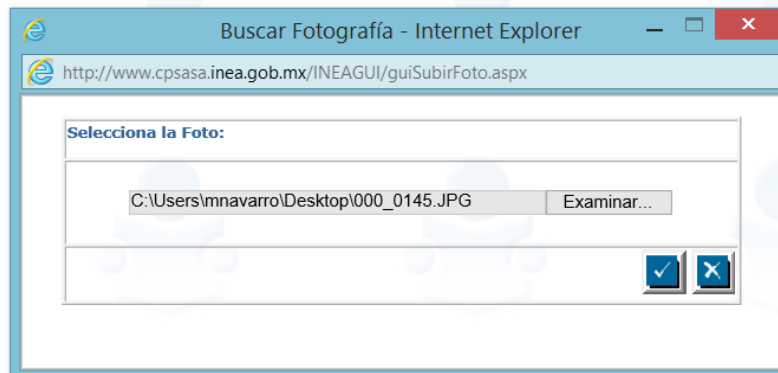 Buscar Fotografía - Internet Explorer
http://www.cpsasa.inea.gob.mx/INEAGUI/guiSubirFoto.aspx
Selecciona la Foto:
C:\Users\mnavarro\Desktop\000_0145.JPG Examinar...